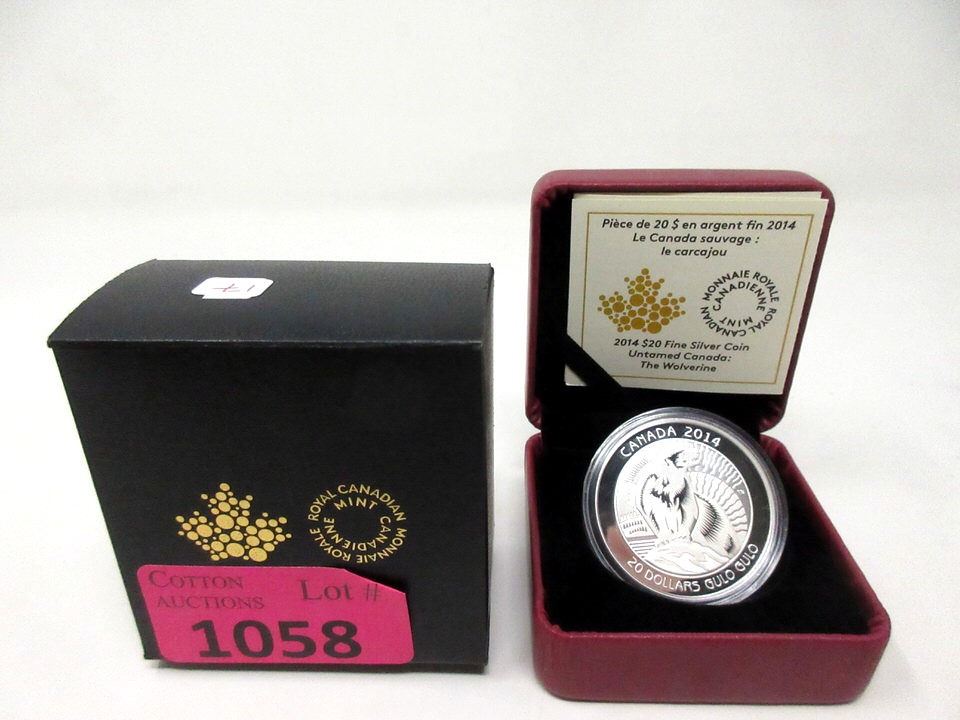 17
ROYAL CANADIAN MINT
MONNAIE ROYALE CANADIENNE
COTTON
AUCTIONS
Lot #
1058
Pièce de 20 $ en argent fin 2014
Le Canada sauvage :
le carcajou
MONNAIE ROYALE CANADIENNE
ROYAL CANADIAN MINT
2014 $20 Fine Silver Coin
Untamed Canada:
The Wolverine
CANADA 2014
20 DOLLARS GULO GULO